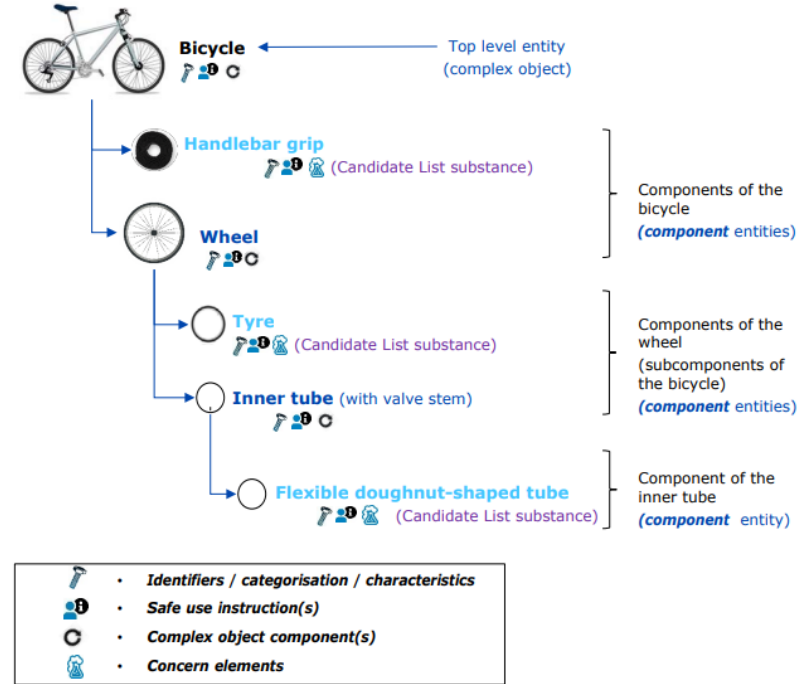 Bicycle
Top level entity
(complex object)
Handlebar grip
(Candidate List substance)
Components of the
bicycle
(component entities)
Wheel
Tyre
(Candidate List substance)
Components of the
wheel
(subcomponents of
the bicycle)
(component entities)
Inner tube (with valve stem)
Flexible doughnut-shaped tube
(Candidate List substance)
Component of the
inner tube
(component entity)
• Identifiers / categorisation / characteristics
• Safe use instruction(s)
• Complex object component(s)
• Concern elements